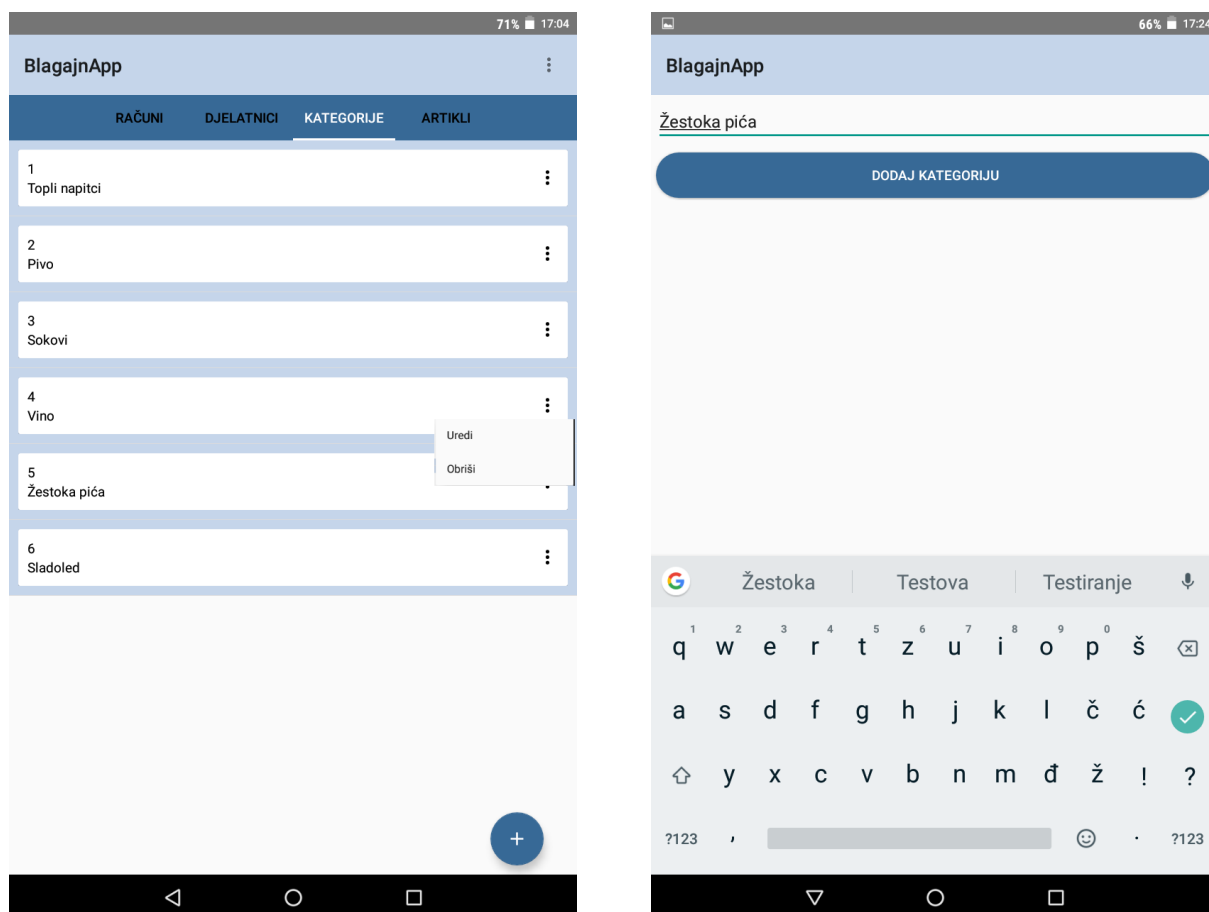 71% 17:04
BlagajnApp
RAČUNI DJELATNICI KATEGORIJE ARTIKLI
1
Topli napitci
2
Pivo
3
Sokovi
4
Vino
Uredi
Obriši
5
Žestoka pića
6
Sladoled
+
66% 17:24
BlagajnApp
Žestoka pića
DODAJ KATEGORIJU
G Žestoka Testova Testiranje
1 2 3 4 5 6 7 8 9 0
q w e r t z u i o p š
a s d f g h j k l č ć
y x c v b n m đ ž ! ?
?123 , . ?123